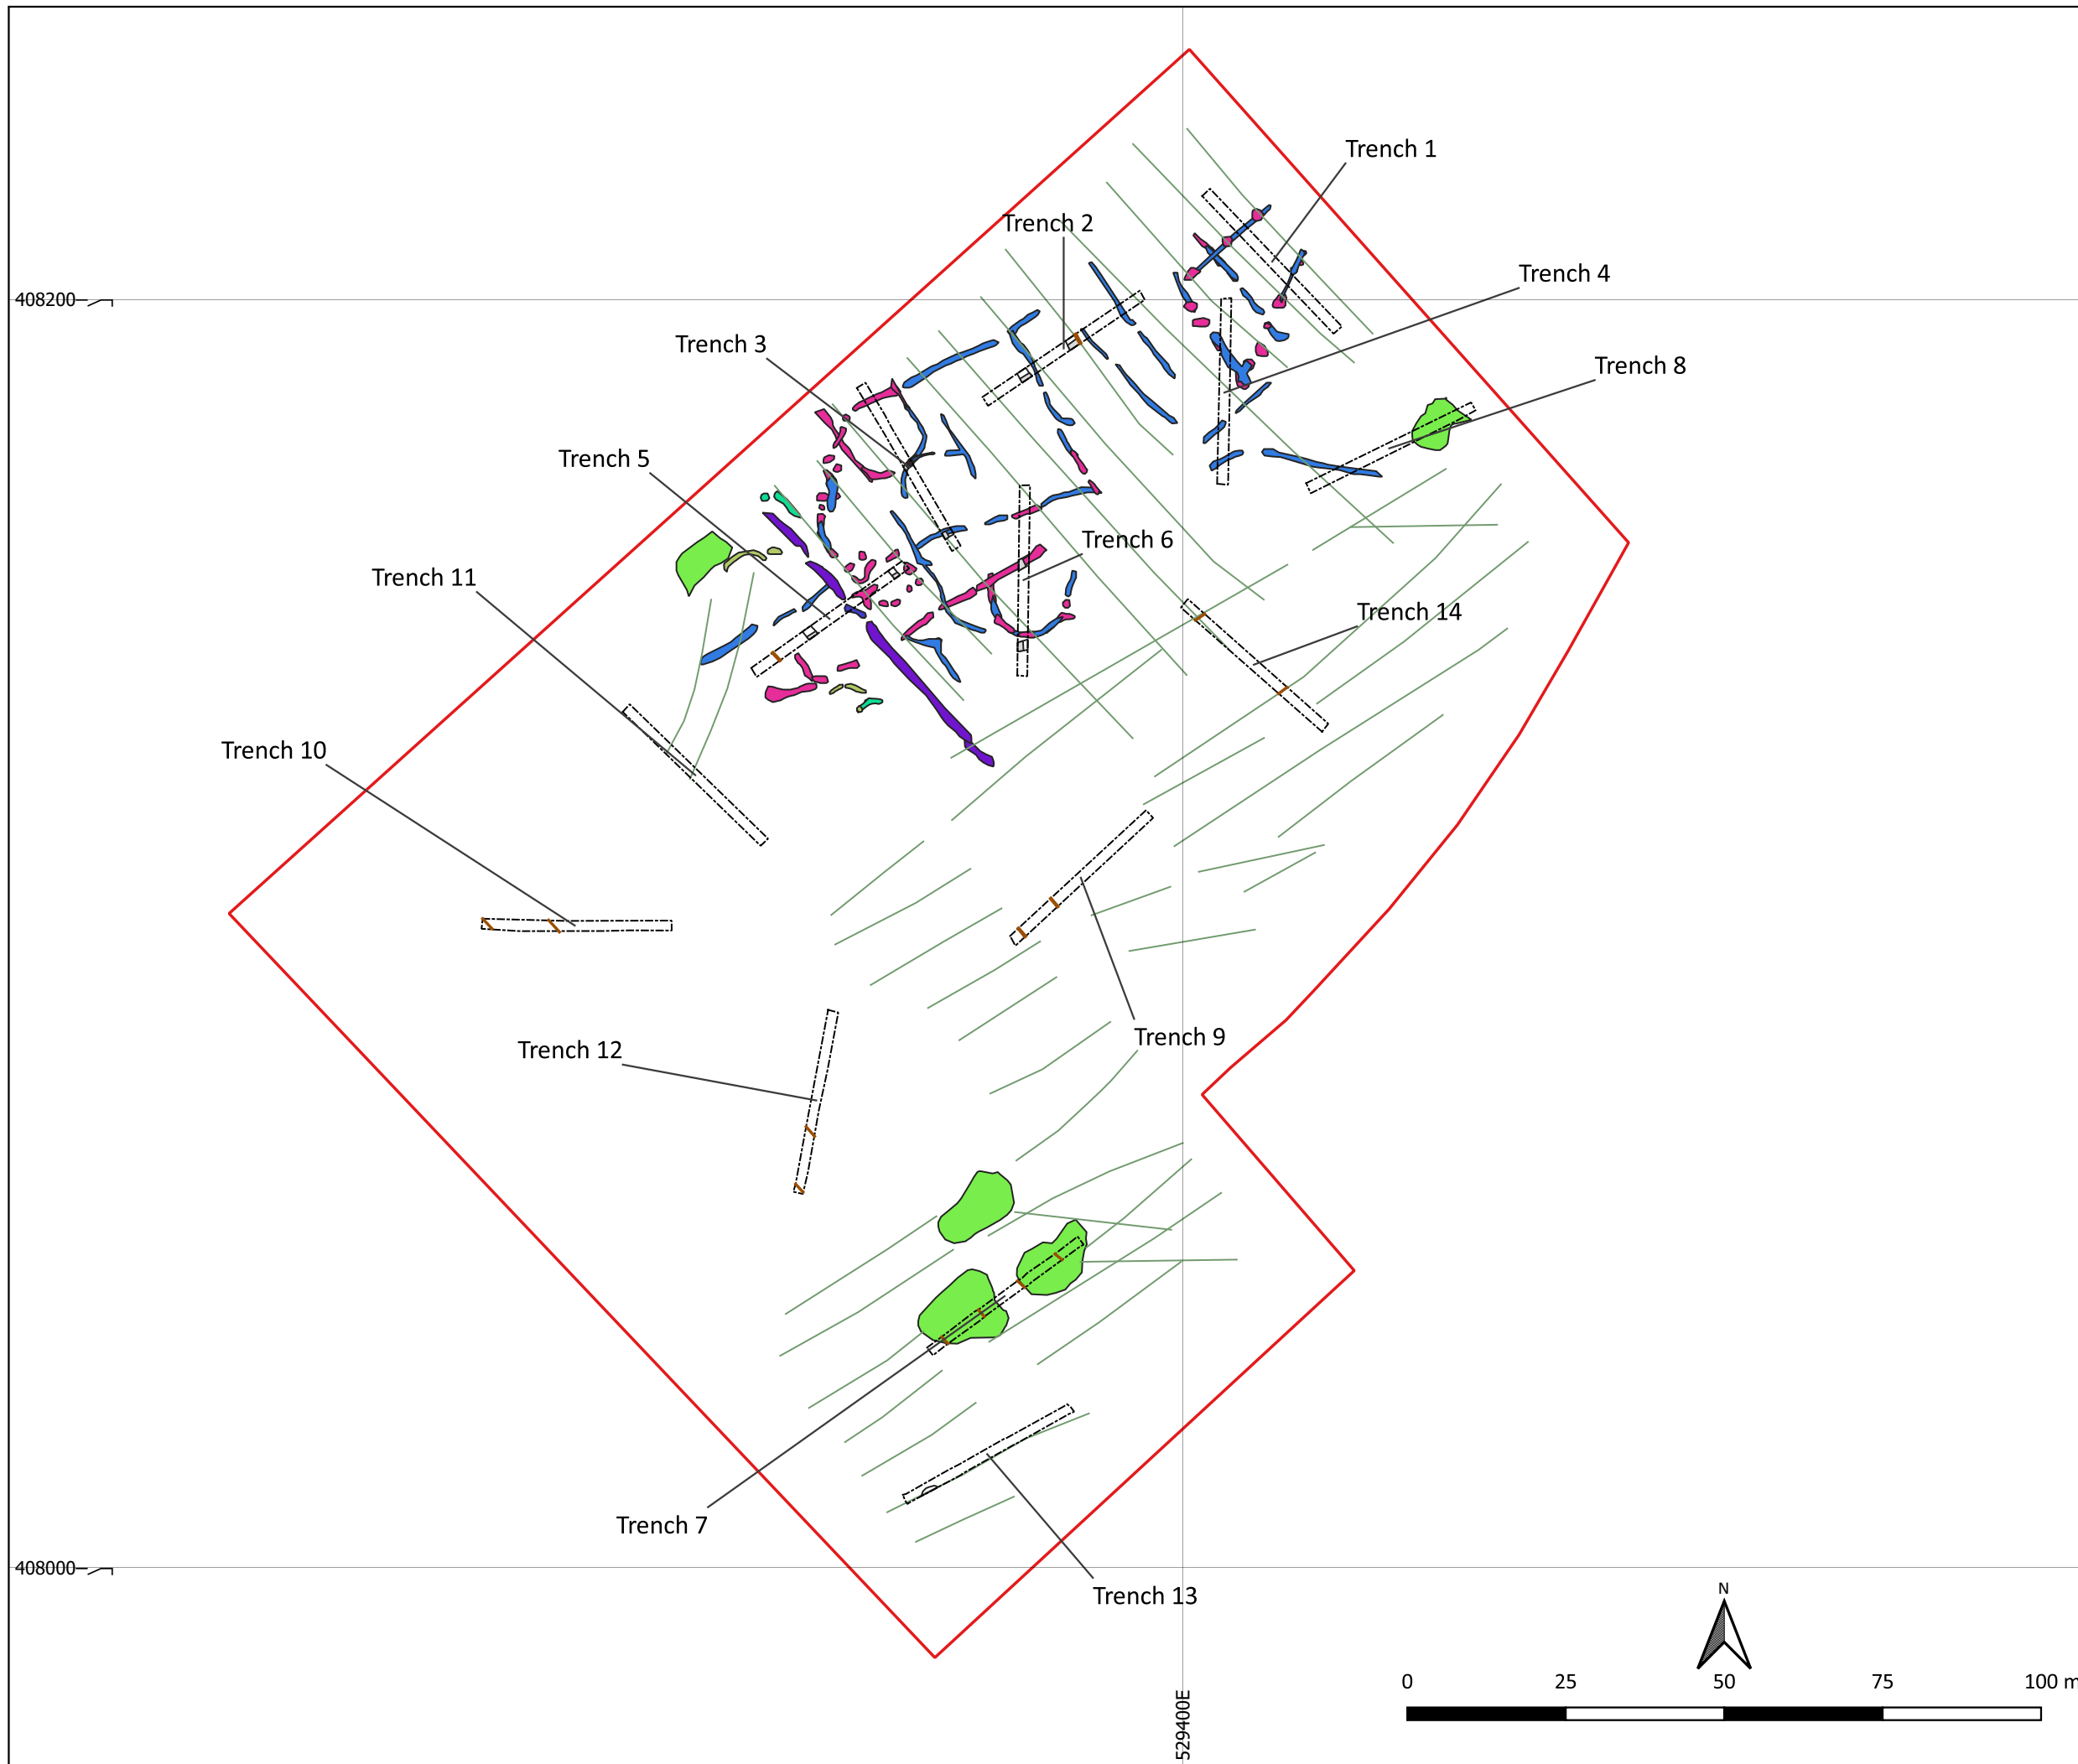 Trench 1
Trench 2
Trench 4
408200
Trench 3
Trench 8
Trench 5
Trench 6
Trench 11
Trench 14
Trench 10
Trench 9
Trench 12
Trench 7
408000
Trench 13
N
0 25 50 75 100 m
529400E